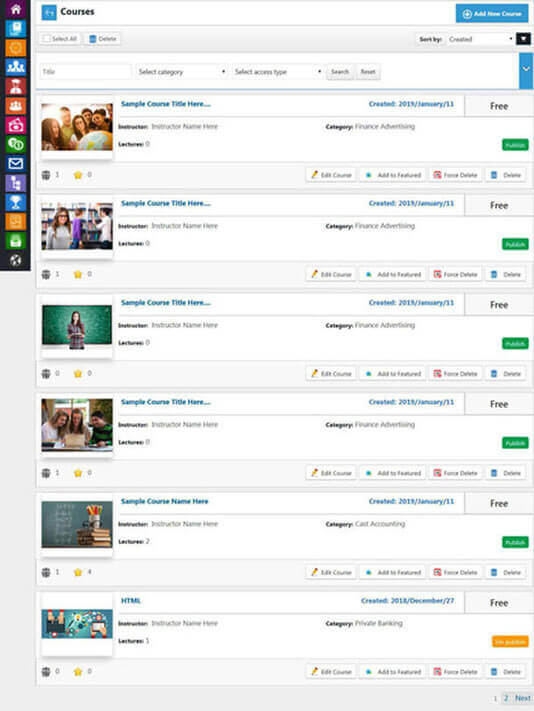 Courses
Add New Course
Select All Delete Sort by: Created
Title Select category Select access type Search Reset
Sample Course Title Here.... Created: 2019/January/11 Free
Instructor: Instructor Name Here Category: Finance Advertising
Lectures: 0 Publish
1 0 Edit Course Add to Featured Force Delete Delete
Sample Course Title Here.... Created: 2019/January/11 Free
Instructor: Instructor Name Here Category: Finance Advertising
Lectures: 0 Publish
1 0 Edit Course Add to Featured Force Delete Delete
Sample Course Title Here.... Created: 2019/January/11 Free
Instructor: Instructor Name Here Category: Finance Advertising
Lectures: 0 Publish
0 0 Edit Course Add to Featured Force Delete Delete
Sample Course Title Here.... Created: 2019/January/11 Free
Instructor: Instructor Name Here Category: Finance Advertising
Lectures: 0 Publish
1 0 Edit Course Add to Featured Force Delete Delete
Sample Course Name Here Created: 2019/January/11 Free
Instructor: Instructor Name Here Category: Cast Accounting
Lectures: 2 Publish
1 4 Edit Course Add to Featured Force Delete Delete
HTML Created: 2018/December/27 Free
Instructor: Instructor Name Here Category: Private Banking
Lectures: 1 Un publish
0 0 Edit Course Add to Featured Force Delete Delete
1 2 Next